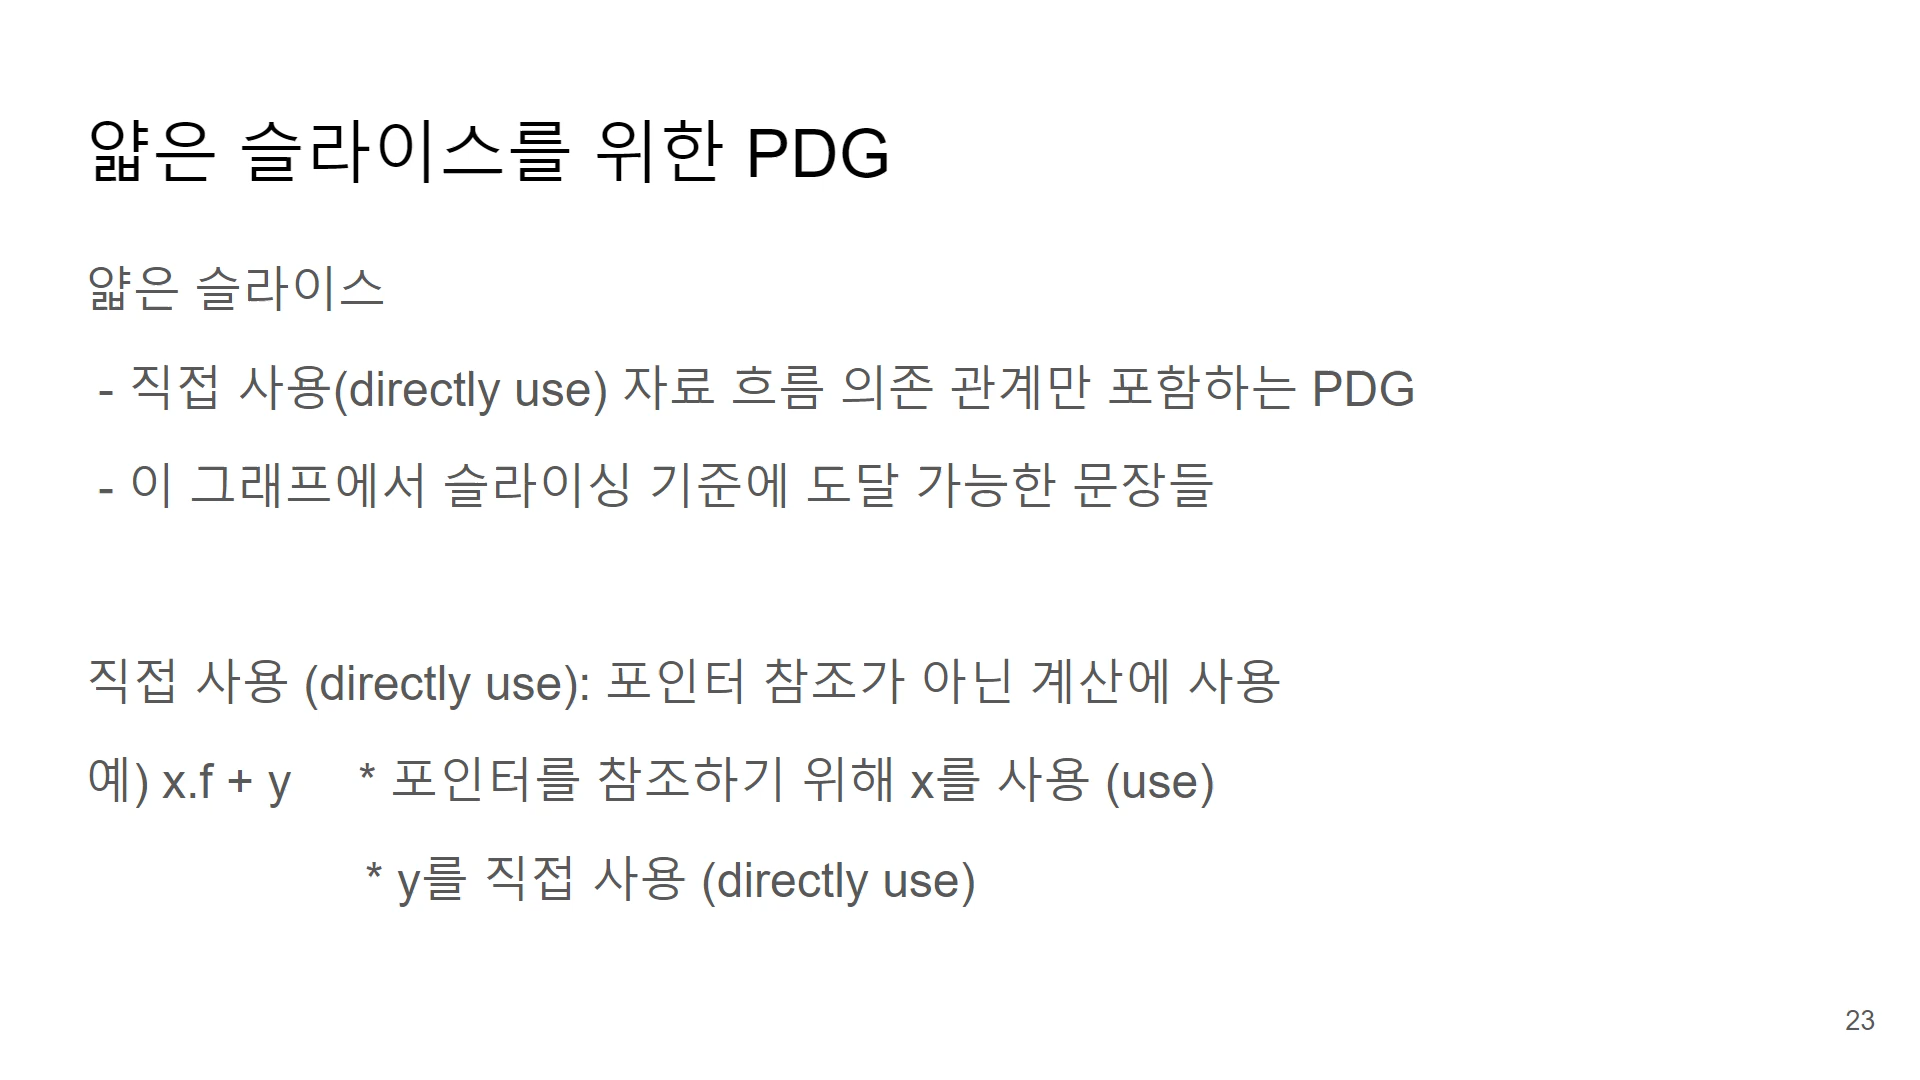 얇은 슬라이스를 위한 PDG
얇은 슬라이스
- 직접 사용(directly use) 자료 흐름 의존 관계만 포함하는 PDG
- 이 그래프에서 슬라이싱 기준에 도달 가능한 문장들
직접 사용 (directly use): 포인터 참조가 아닌 계산에 사용
예) x.f + y * 포인터를 참조하기 위해 x를 사용 (use)
* y를 직접 사용 (directly use)
23